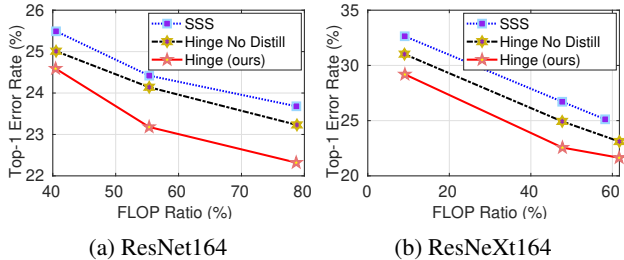 Top-1 Error Rate (%)
26
25
24
23
22
40
50
60
70
80
FLOP Ratio (%)
SSS
Hinge No Distill
Hinge (ours)
(a) ResNet164
Top-1 Error Rate (%)
35
30
25
20
0
20
40
60
FLOP Ratio (%)
SSS
Hinge No Distill
Hinge (ours)
(b) ResNeXt164